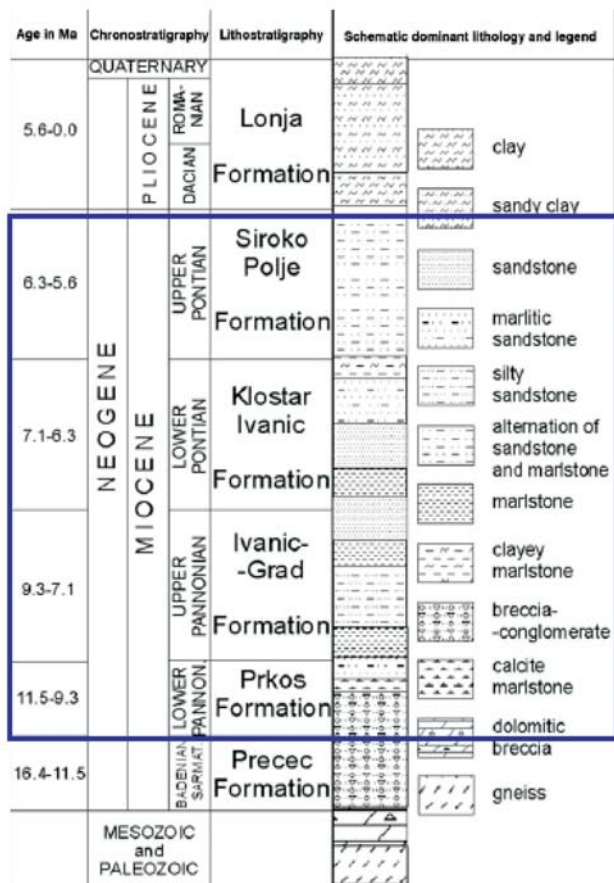 Age in Ma Chronostratigraphy Lithostratigraphy Schematic dominant lithology and legend
QUATERNARY
5.6-0.0
NEOGENE
PLIOCENE
ROMA-
NIAN
DACIAN
Lonja
Formation
6.3-5.6
MIOCENE
UPPER
PONTIAN
Siroko
Polje
Formation
7.1-6.3
LOWER
PONTIAN
Klostar
Ivanic
Formation
9.3-7.1
UPPER
PANNONIAN
Ivanic-
-Grad
Formation
11.5-9.3
LOWER
PANNON.
Prkos
Formation
16.4-11.5
BADENIAN
SARMAT.
Precec
Formation
MESOZOIC
and
PALEOZOIC
clay
sandy clay
sandstone
marlitic
sandstone
silty
sandstone
alternation of
sandstone
and marlstone
marlstone
clayey
marlstone
breccia-
-conglomerate
calcite
marlstone
dolomitic
breccia
gneiss